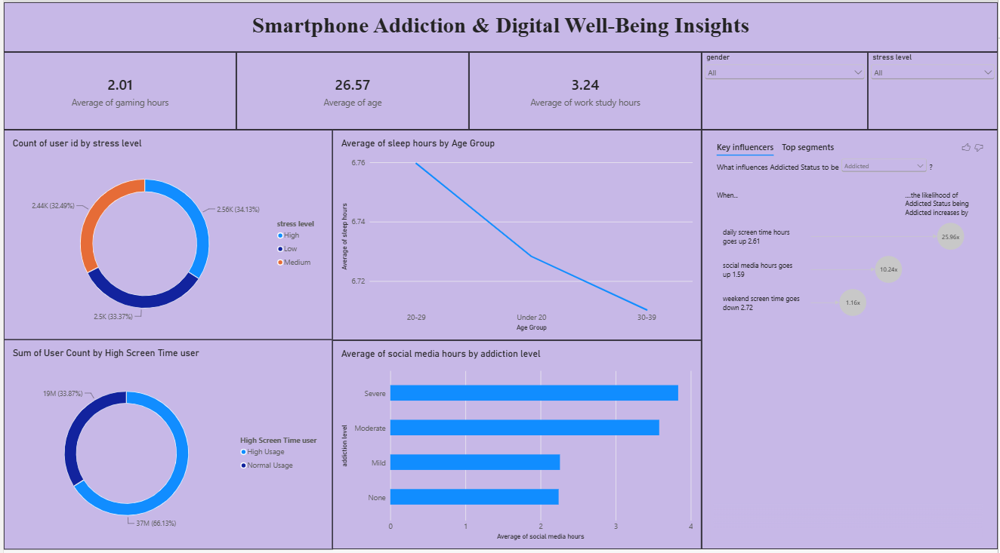 Smartphone Addiction & Digital Well-Being Insights
2.01
Average of gaming hours
26.57
Average of age
3.24
Average of work study hours
gender
All
stress level
All
Count of user id by stress level
2.44K (32.49%)
2.56K (34.13%)
2.5K (33.37%)
stress level
High
Low
Medium
Average of sleep hours by Age Group
Average of sleep hours
6.76
6.74
6.72
20-29
Under 20
30-39
Age Group
Key influencers
Top segments
What influences Addicted Status to be Addicted ?
When...
...the likelihood of
Addicted Status being
Addicted increases by
daily screen time hours
goes up 2.61
25.96x
social media hours goes
up 1.59
10.24x
weekend screen time goes
down 2.72
1.16x
Sum of User Count by High Screen Time user
19M (33.87%)
37M (66.13%)
High Screen Time user
High Usage
Normal Usage
Average of social media hours by addiction level
addiction level
Severe
Moderate
Mild
None
0
1
2
3
4
Average of social media hours